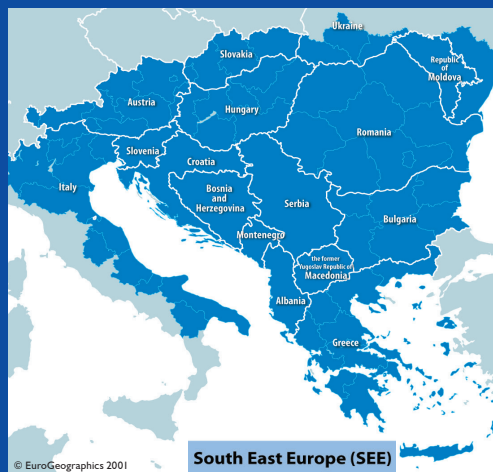 Ukraine
Slovakia
Republic
of
Moldova
Austria
Hungary
Romania
Slovenia
Croatia
Italy
Bosnia
and
Herzegovina
Serbia
Bulgaria
Montenegro
the former
Yugoslav Republic of
Macedonia
Albania
Greece
South East Europe (SEE)
© EuroGeographics 2001